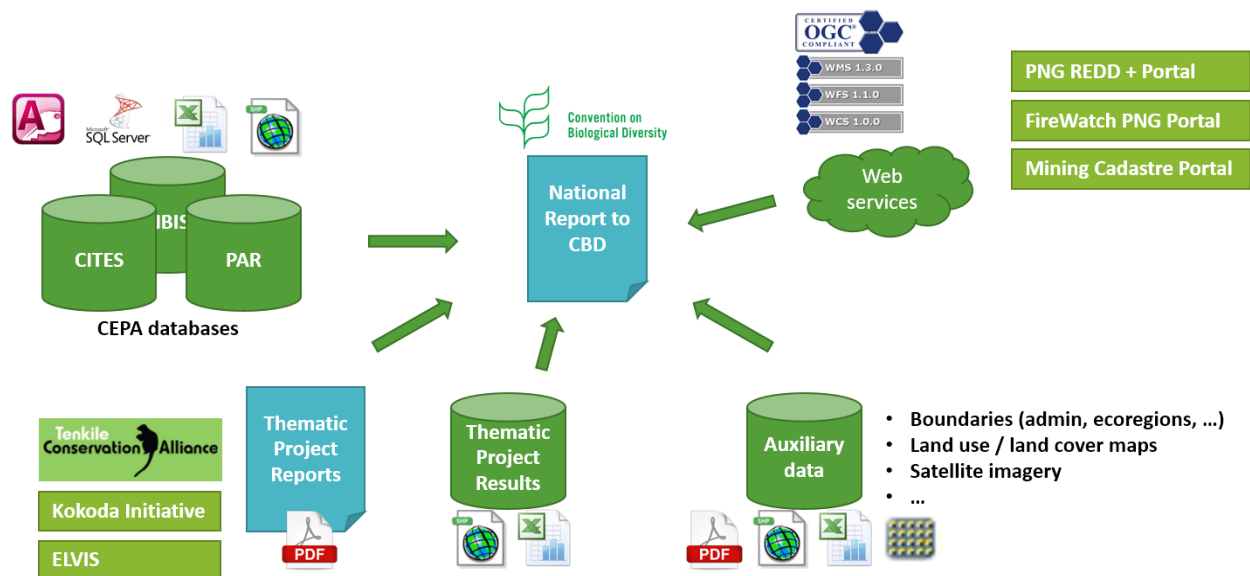 CERTIFIED
OGC®
COMPLIANT
WMS 1.3.0
WFS 1.1.0
WCS 1.0.0
PNG REDD + Portal
FireWatch PNG Portal
Mining Cadastre Portal
A
Microsoft
SQL Server
X
SHP
Convention on
Biological Diversity
National
Report to
CBD
Web
services
IBIS
CITES
PAR
CEPA databases
Tenkile
Conservation Alliance
Kokoda Initiative
ELVIS
Thematic
Project
Reports
PDF
Thematic
Project
Results
SHP
X
Auxiliary
data
PDF
SHP
X
• Boundaries (admin, ecoregions, …)
• Land use / land cover maps
• Satellite imagery
• …